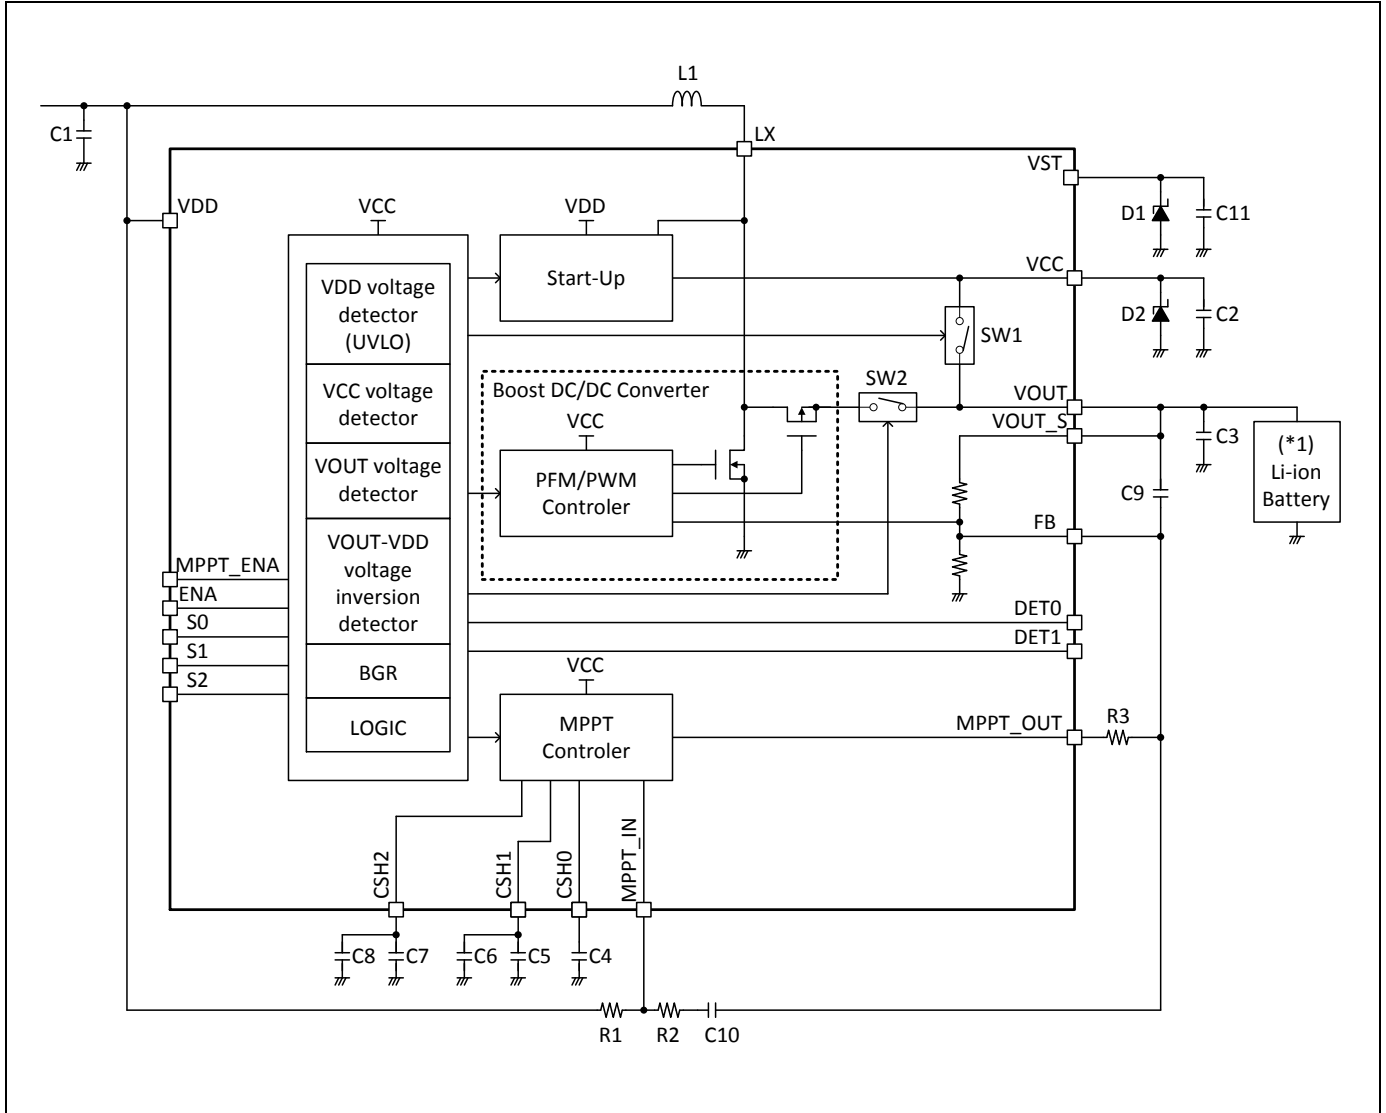 L1
C1
LX
VST
VDD
VCC
VDD
D1
C11
Start-Up
VCC
VDD voltage
detector
(UVLO)
D2
C2
SW1
VCC voltage
detector
Boost DC/DC Converter
SW2
VOUT
VCC
VOUT_S
C3
(*1)
Li-ion
Battery
VOUT voltage
detector
PFM/PWM
Controler
C9
FB
VOUT-VDD
voltage
inversion
detector
MPPT_ENA
ENA
S0
S1
S2
DET0
DET1
BGR
VCC
LOGIC
MPPT
Controler
MPPT_OUT
R3
CSH2
CSH1
CSH0
MPPT_IN
C8
C7
C6
C5
C4
R1
R2
C10